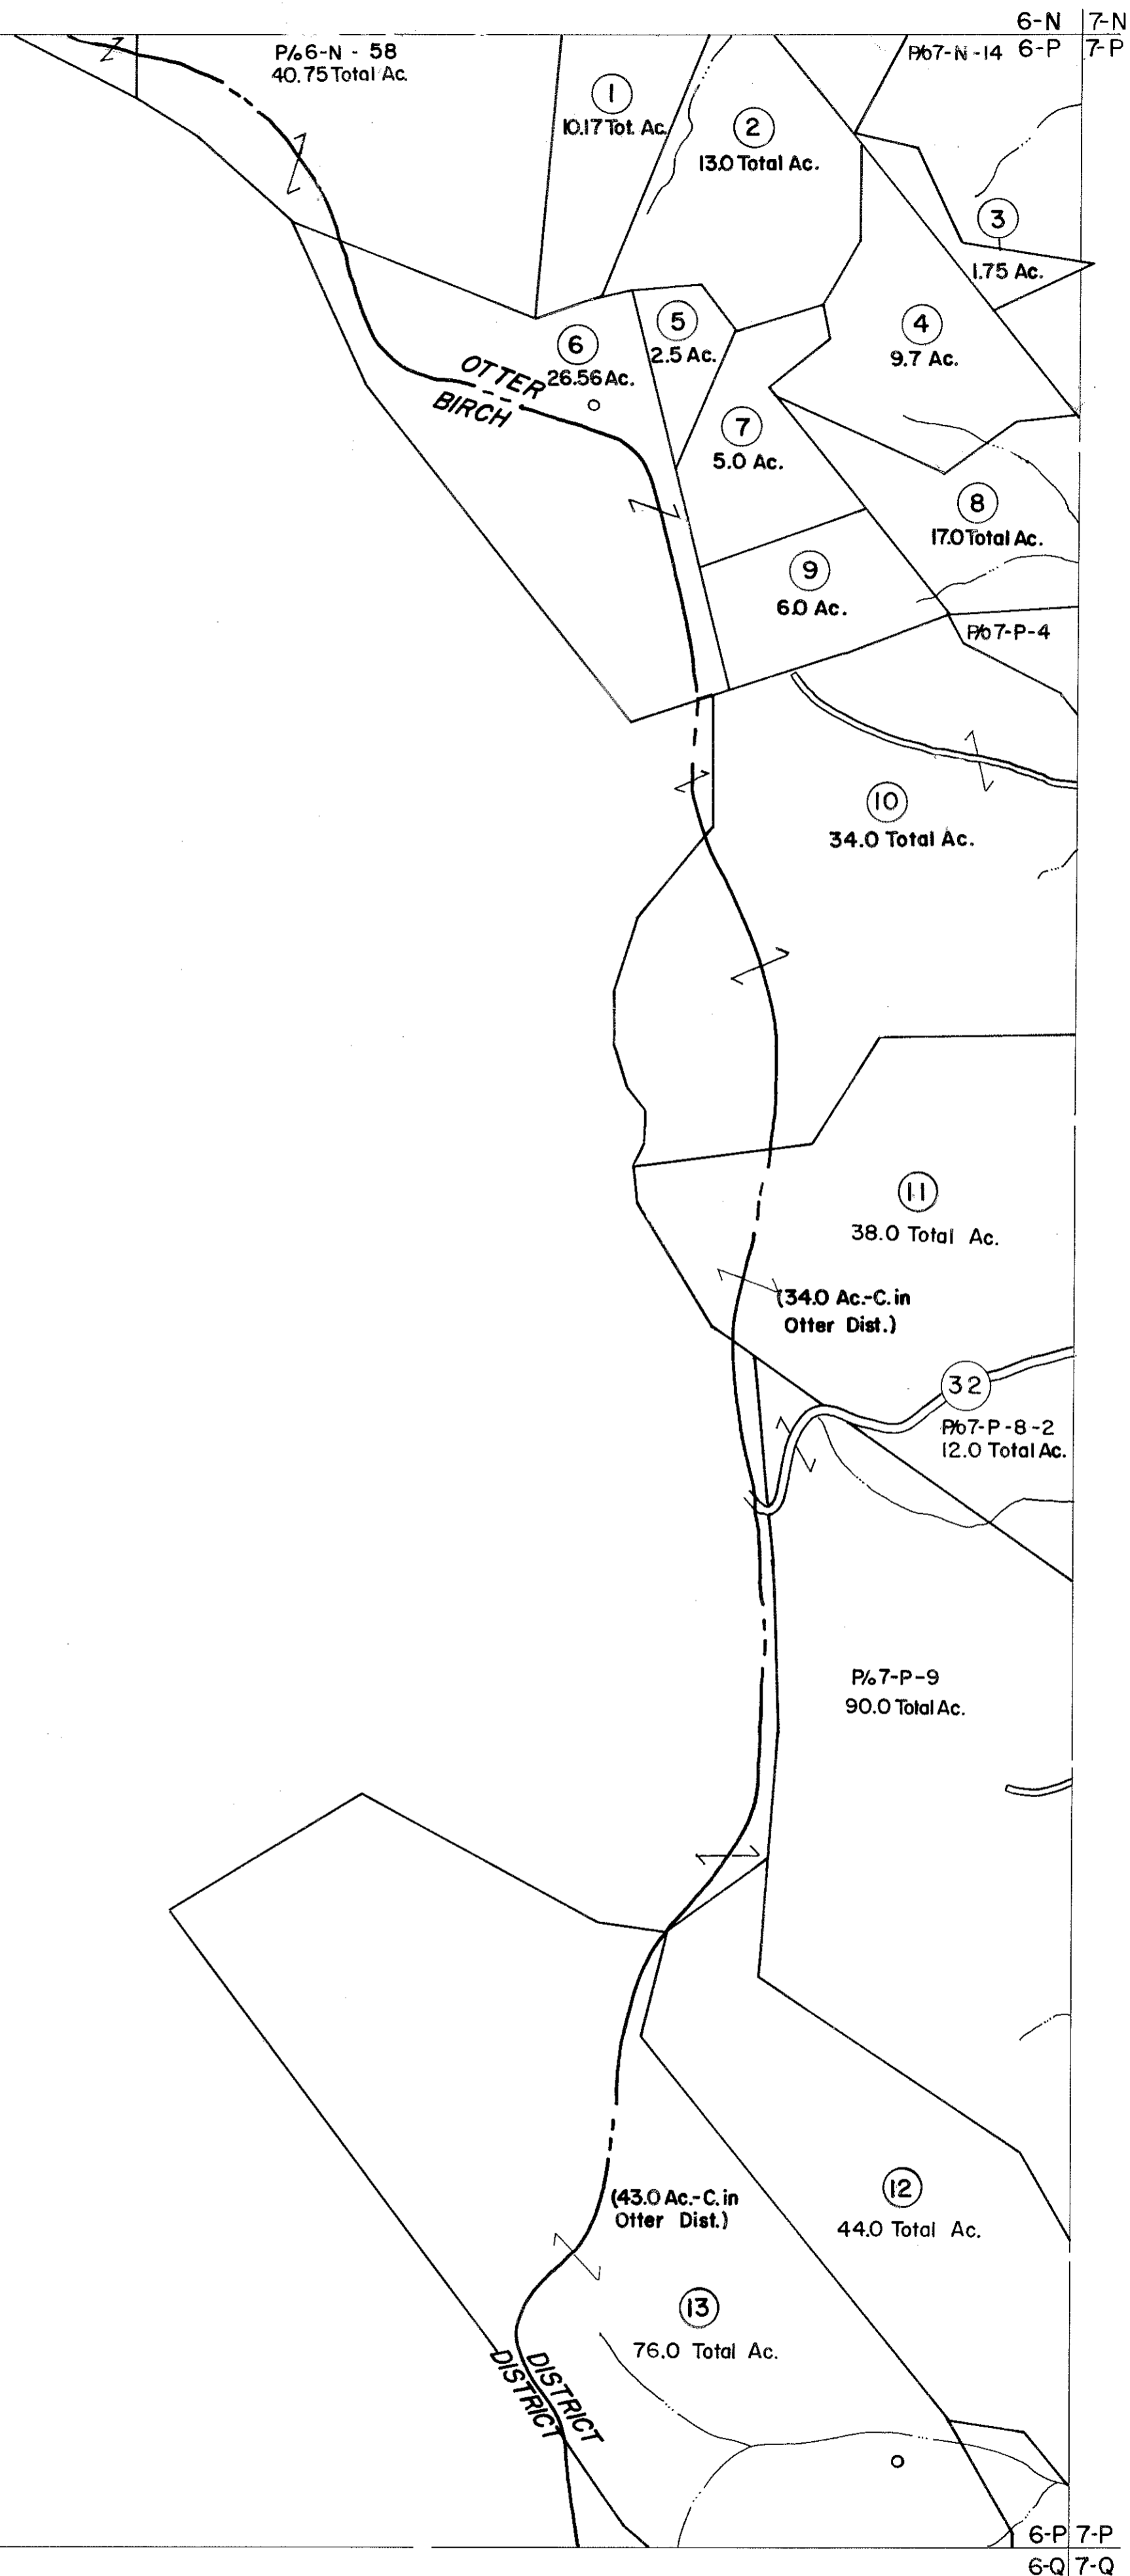 6-N 7-N
P/o 6-N - 58
40.75 Total Ac.
P/o 7-N-14
6-P 7-P
1
10.17 Tot. Ac.
2
13.0 Total Ac.
3
1.75 Ac.
4
9.7 Ac.
5
2.5 Ac.
6
26.56 Ac.
OTTER
BIRCH
7
5.0 Ac.
8
17.0 Total Ac.
9
6.0 Ac.
P/o 7-P-4
10
34.0 Total Ac.
11
38.0 Total Ac.
(34.0 Ac.-C. in
Otter Dist.)
32
P/o 7-P-8-2
12.0 Total Ac.
P/o 7-P-9
90.0 Total Ac.
12
44.0 Total Ac.
(43.0 Ac.-C. in
Otter Dist.)
13
76.0 Total Ac.
DISTRICT
DISTRICT
6-P 7-P
6-Q 7-Q